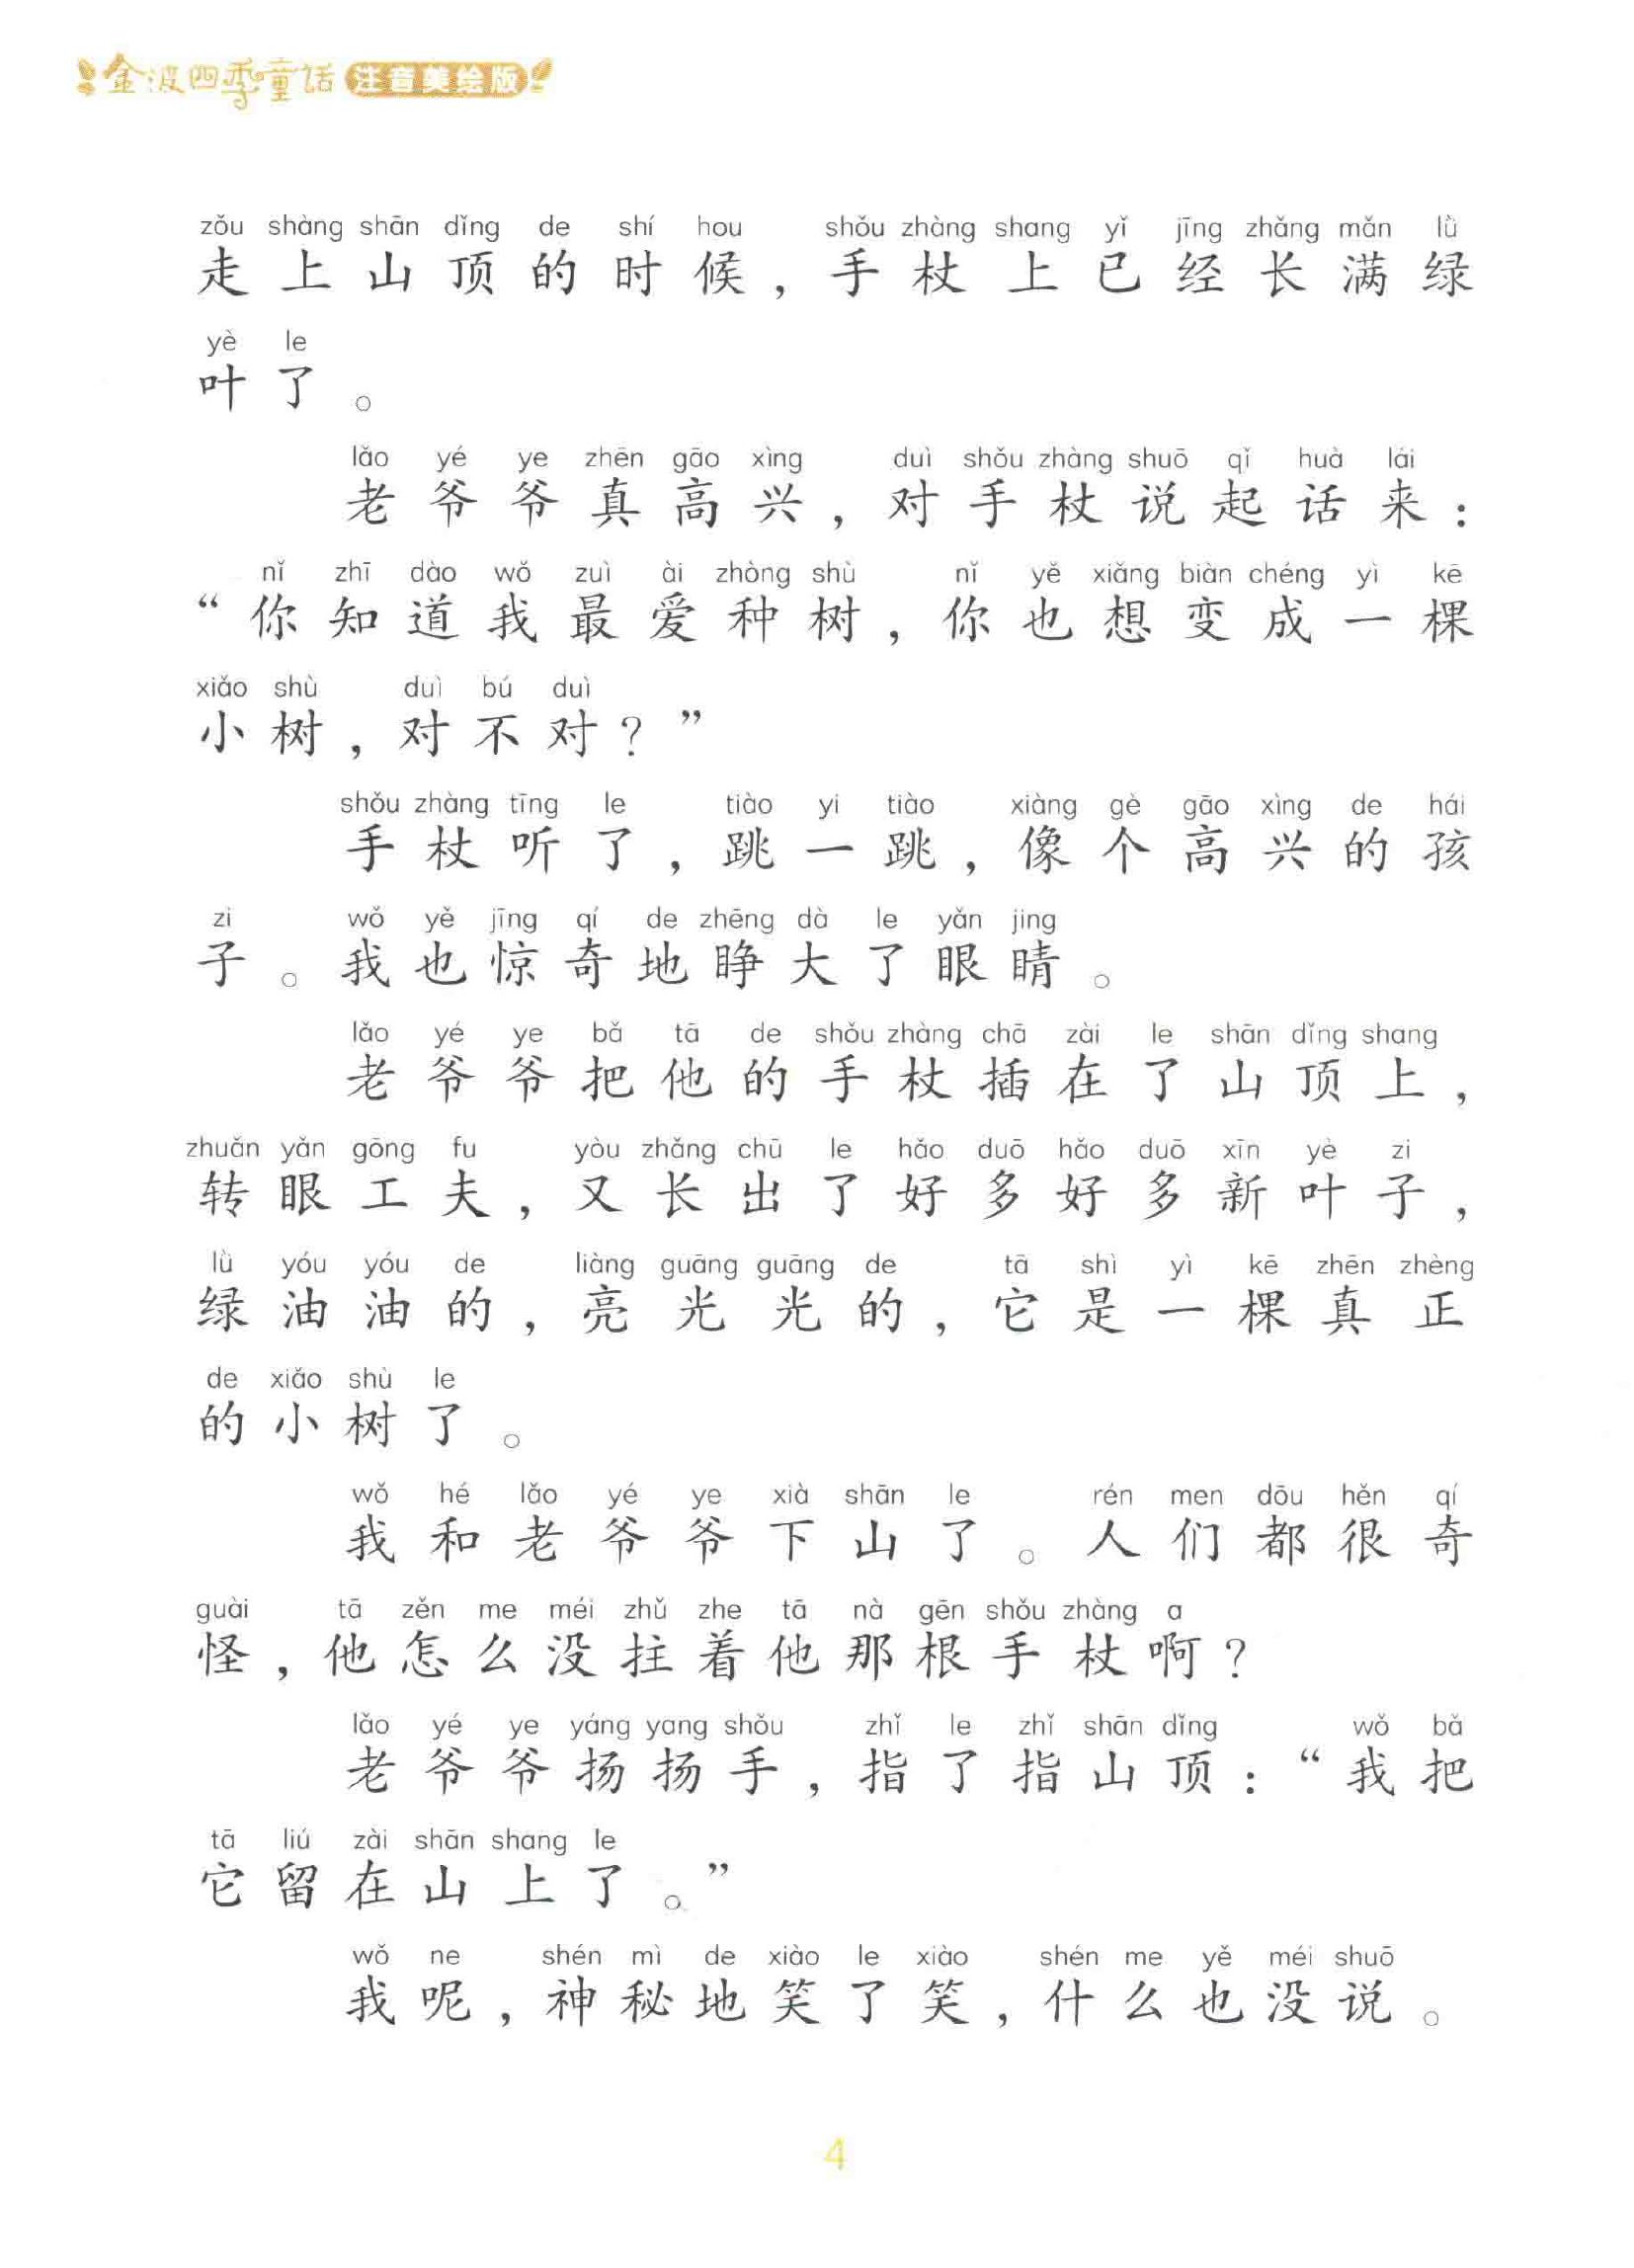 金波四季童话 注音美绘版
zǒu shàng shān dǐng de shí hou shǒu zhàng shang yǐ jīng zhǎng mǎn lǜ
走上山顶的时候，手杖上已经长满绿
yè le
叶了。
lǎo yé ye zhēn gāo xìng duì shǒu zhàng shuō qǐ huà lái
老爷爷真高兴，对手杖说起话来：
nǐ zhī dào wǒ zuì ài zhòng shù nǐ yě xiǎng biàn chéng yì kē
“你知道我最爱种树，你也想变成一棵
xiǎo shù duì bú duì
小树，对不对？”
shǒu zhàng tīng le tiào yi tiào xiàng gè gāo xìng de hái
手杖听了，跳一跳，像个高兴的孩
zi wǒ yě jīng qí de zhēng dà le yǎn jing
子。我也惊奇地睁大了眼睛。
lǎo yé ye bǎ tā de shǒu zhàng chā zài le shān dǐng shang
老爷爷把他的手杖插在了山顶上，
zhuǎn yǎn gōng fu yòu zhǎng chū le hǎo duō hǎo duō xīn yè zi
转眼工夫，又长出了好多好多新叶子，
lǜ yóu yóu de liàng guāng guāng de tā shì yì kē zhēn zhèng
绿油油的，亮光光的，它是一棵真正
de xiǎo shù le
的小树了。
wǒ hé lǎo yé ye xià shān le rén men dōu hěn qí
我和老爷爷下山了。人们都很奇
guài tā zěn me méi zhǔ zhe tā nà gēn shǒu zhàng a
怪，他怎么没拄着他那根手杖啊？
lǎo yé ye yáng yang shǒu zhǐ le zhǐ shān dǐng wǒ bǎ
老爷爷扬扬手，指了指山顶：“我把
tā liú zài shān shang le
它留在山上了。”
wǒ ne shén mì de xiào le xiào shén me yě méi shuō
我呢，神秘地笑了笑，什么也没说。
4